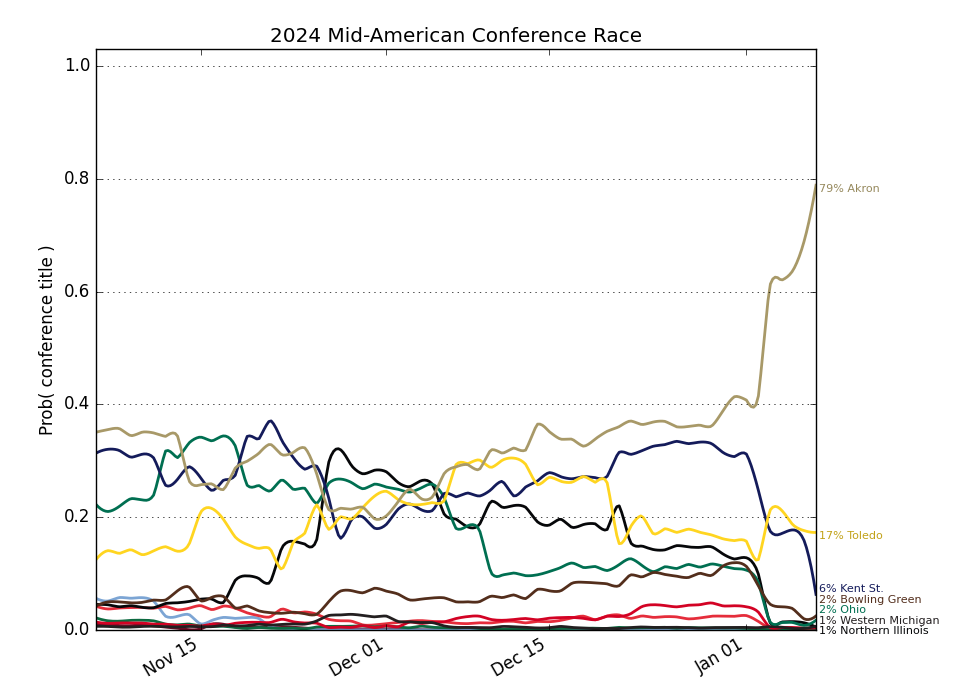 2024 Mid-American Conference Race
Prob( conference title )
1.0
0.8
0.6
0.4
0.2
0.0
Nov 15
Dec 01
Dec 15
Jan 01
79% Akron
17% Toledo
6% Kent St.
2% Bowling Green
2% Ohio
1% Western Michigan
1% Northern Illinois